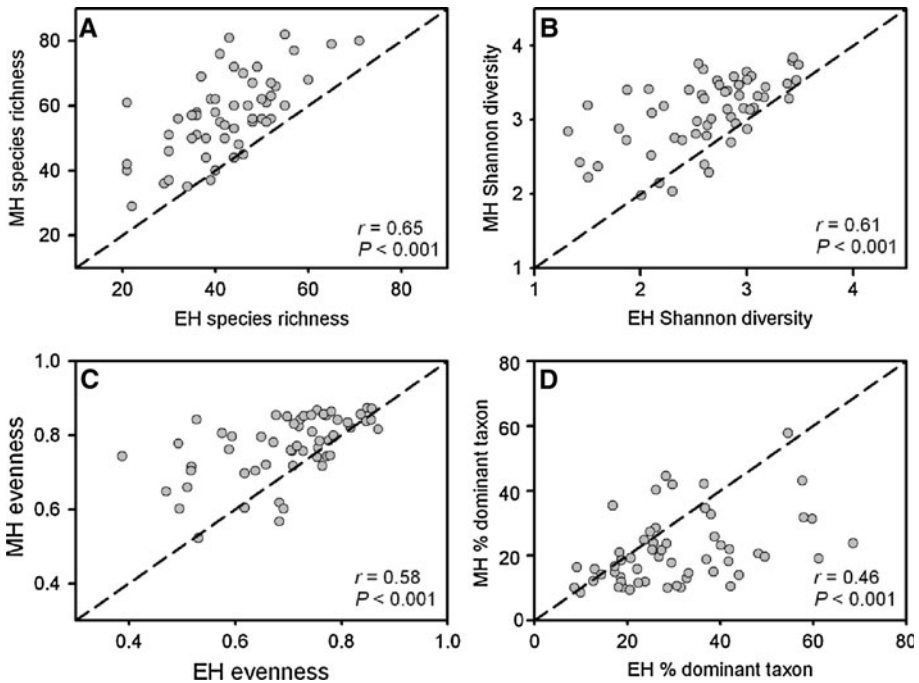 A
MH species richness
80
60
40
20
20 40 60 80
EH species richness
r = 0.65
P < 0.001
B
MH Shannon diversity
4
3
2
1
1 2 3 4
EH Shannon diversity
r = 0.61
P < 0.001
C
MH evenness
1.0
0.8
0.6
0.4
0.4 0.6 0.8 1.0
EH evenness
r = 0.58
P < 0.001
D
MH % dominant taxon
80
60
40
20
0
0 20 40 60 80
EH % dominant taxon
r = 0.46
P < 0.001